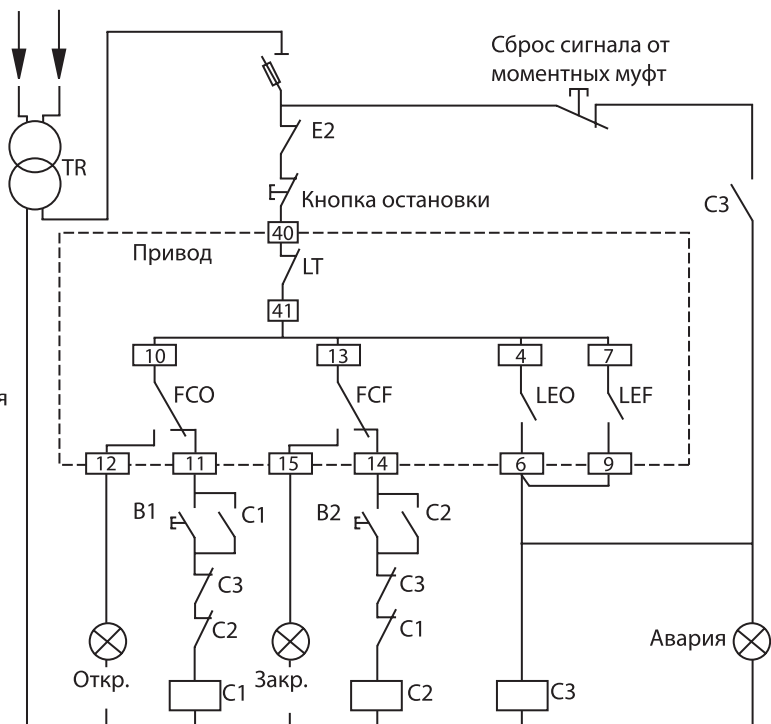 Сброс сигнала от
моментных муфт
E2
TR
Кнопка остановки
C3
40
Привод
LT
41
10
13
4
7
я
FCO
FCF
LEO
LEF
12
11
15
14
6
9
B1
C1
B2
C2
C3
C3
C2
C1
Авария
Откр.
C1
Закр.
C2
C3